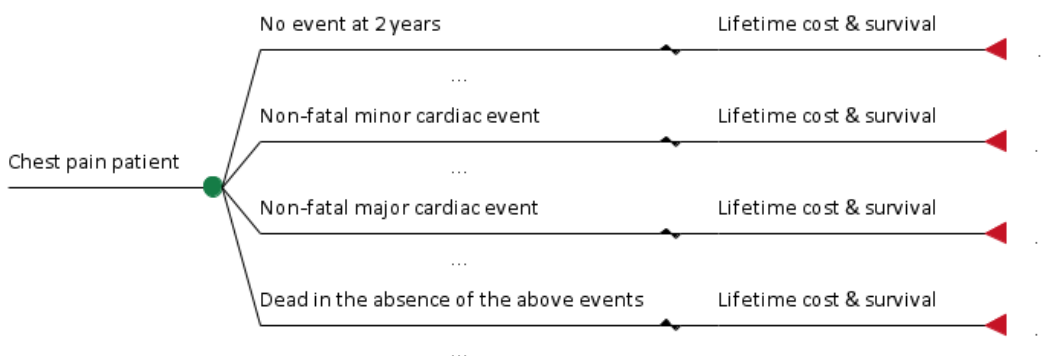 No event at 2 years
Lifetime cost & survival
.
...
Non-fatal minor cardiac event
Lifetime cost & survival
.
Chest pain patient
...
Non-fatal major cardiac event
Lifetime cost & survival
.
...
Dead in the absence of the above events
Lifetime cost & survival
.
...